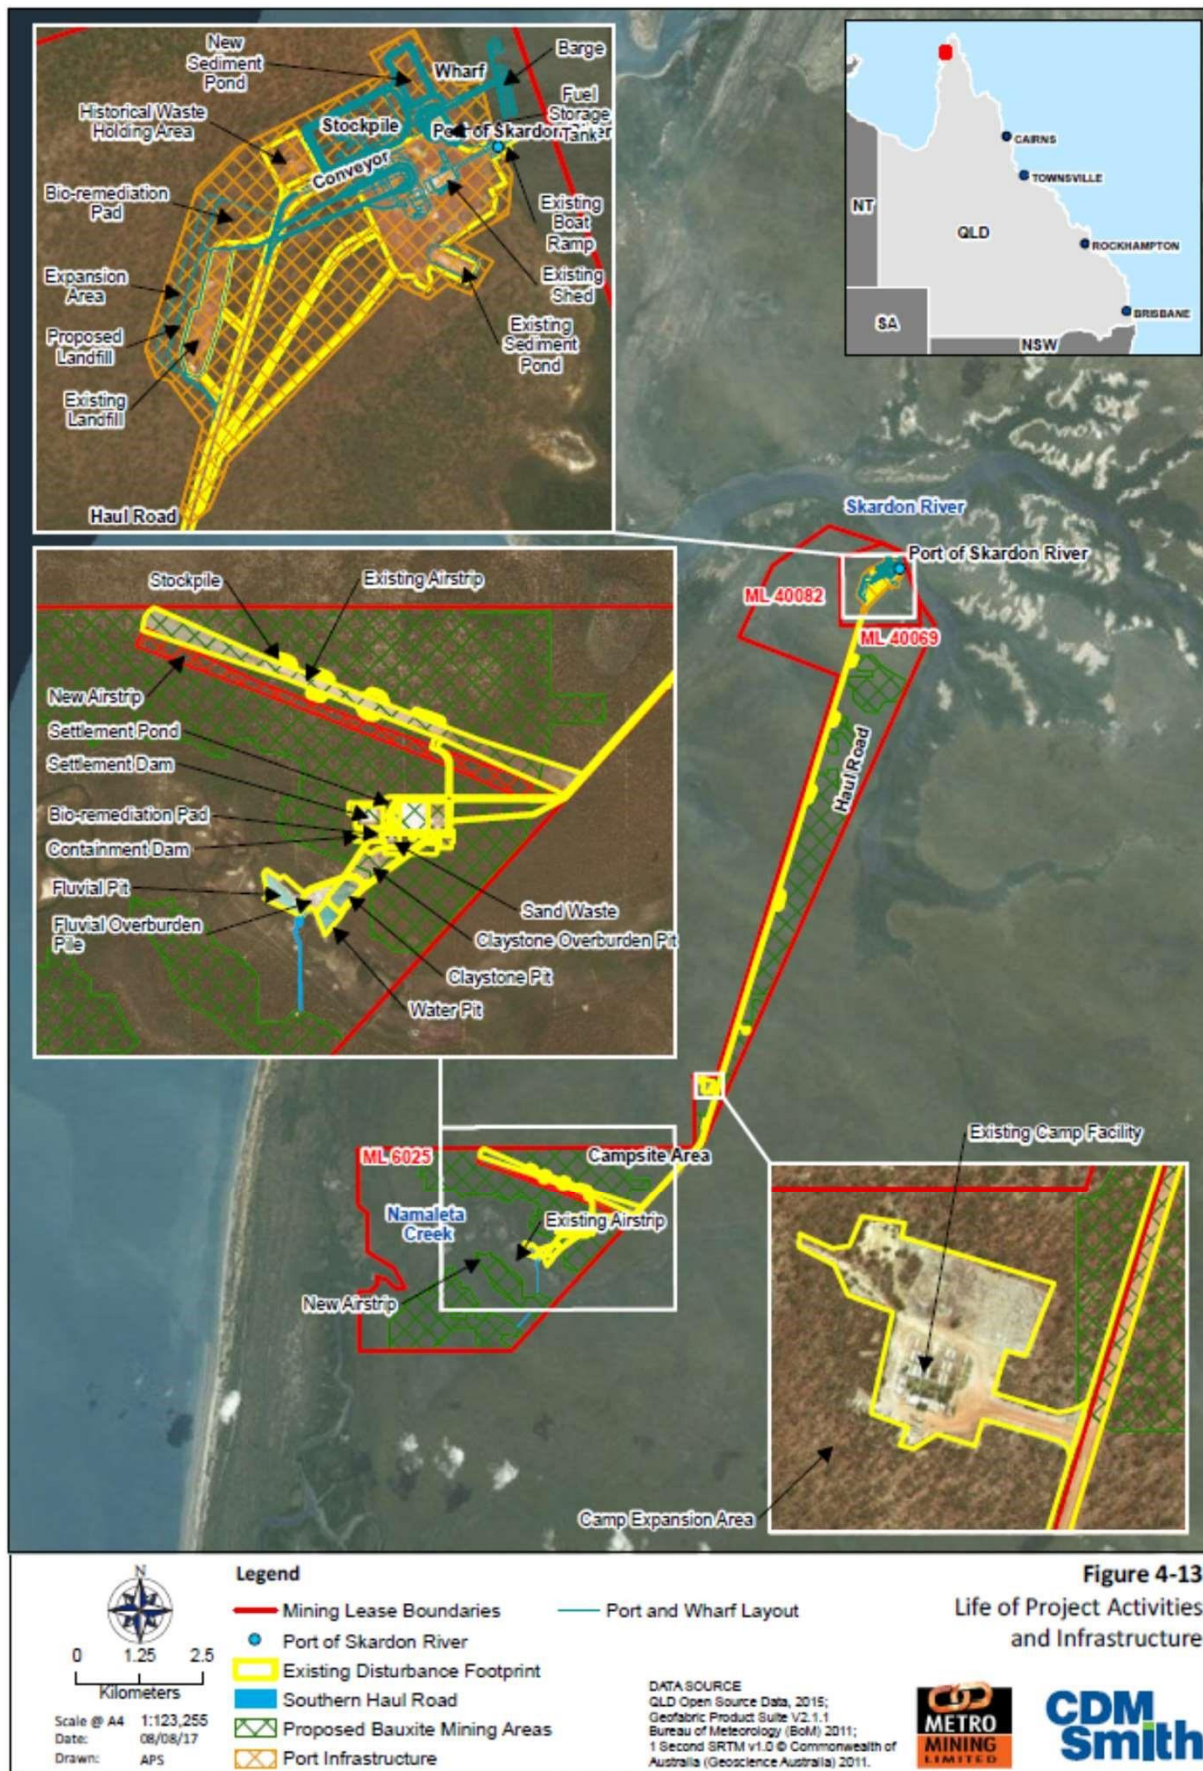 New
Sediment
Pond
Wharf
Barge
Historical Waste
Holding Area
Stockpile
Fuel
Storage
Tank
Port of Skardon River
Conveyor
Bio-remediation
Pad
Existing
Boat
Ramp
Expansion
Area
Existing
Shed
Proposed
Landfill
Existing
Sediment
Pond
Existing
Landfill
Haul Road
CAIRNS
TOWNSVILLE
NT
QLD
ROCKHAMPTON
SA
BRISBANE
NSW
Skardon River
Port of Skardon River
ML 40082
ML 40069
Haul Road
Stockpile
Existing Airstrip
New Airstrip
Settlement Pond
Settlement Dam
Bio-remediation Pad
Containment Dam
Fluvial Pit
Fluvial Overburden
Pile
Sand Waste
Claystone Overburden Pit
Claystone Pit
Water Pit
ML 6025
Campsite Area
Namaleta
Creek
Existing Airstrip
New Airstrip
Existing Camp Facility
Camp Expansion Area
N
0 1.25 2.5
Kilometers
Scale @ A4 1:123,255
Date: 08/08/17
Drawn: APS
Legend
Mining Lease Boundaries
Port and Wharf Layout
Port of Skardon River
Existing Disturbance Footprint
Southern Haul Road
Proposed Bauxite Mining Areas
Port Infrastructure
DATA SOURCE
QLD Open Source Data, 2015;
Geofabric Product Suite V2.1.1
Bureau of Meteorology (BoM) 2011;
1 Second SRTM v1.0 © Commonwealth of
Australia (Geoscience Australia) 2011.
Figure 4-13
Life of Project Activities
and Infrastructure
METRO
MINING
LIMITED
CDM
Smith